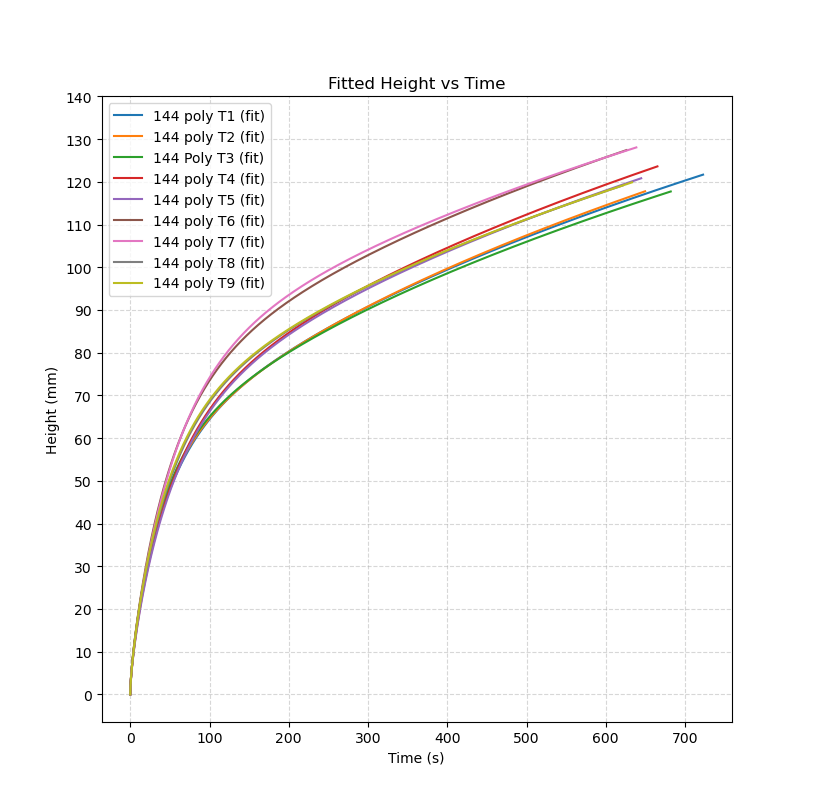 Fitted Height vs Time
144 poly T1 (fit)
144 poly T2 (fit)
144 Poly T3 (fit)
144 poly T4 (fit)
144 poly T5 (fit)
144 poly T6 (fit)
144 poly T7 (fit)
144 poly T8 (fit)
144 poly T9 (fit)
140
130
120
110
100
90
80
70
60
50
40
30
20
10
0
Height (mm)
0 100 200 300 400 500 600 700
Time (s)